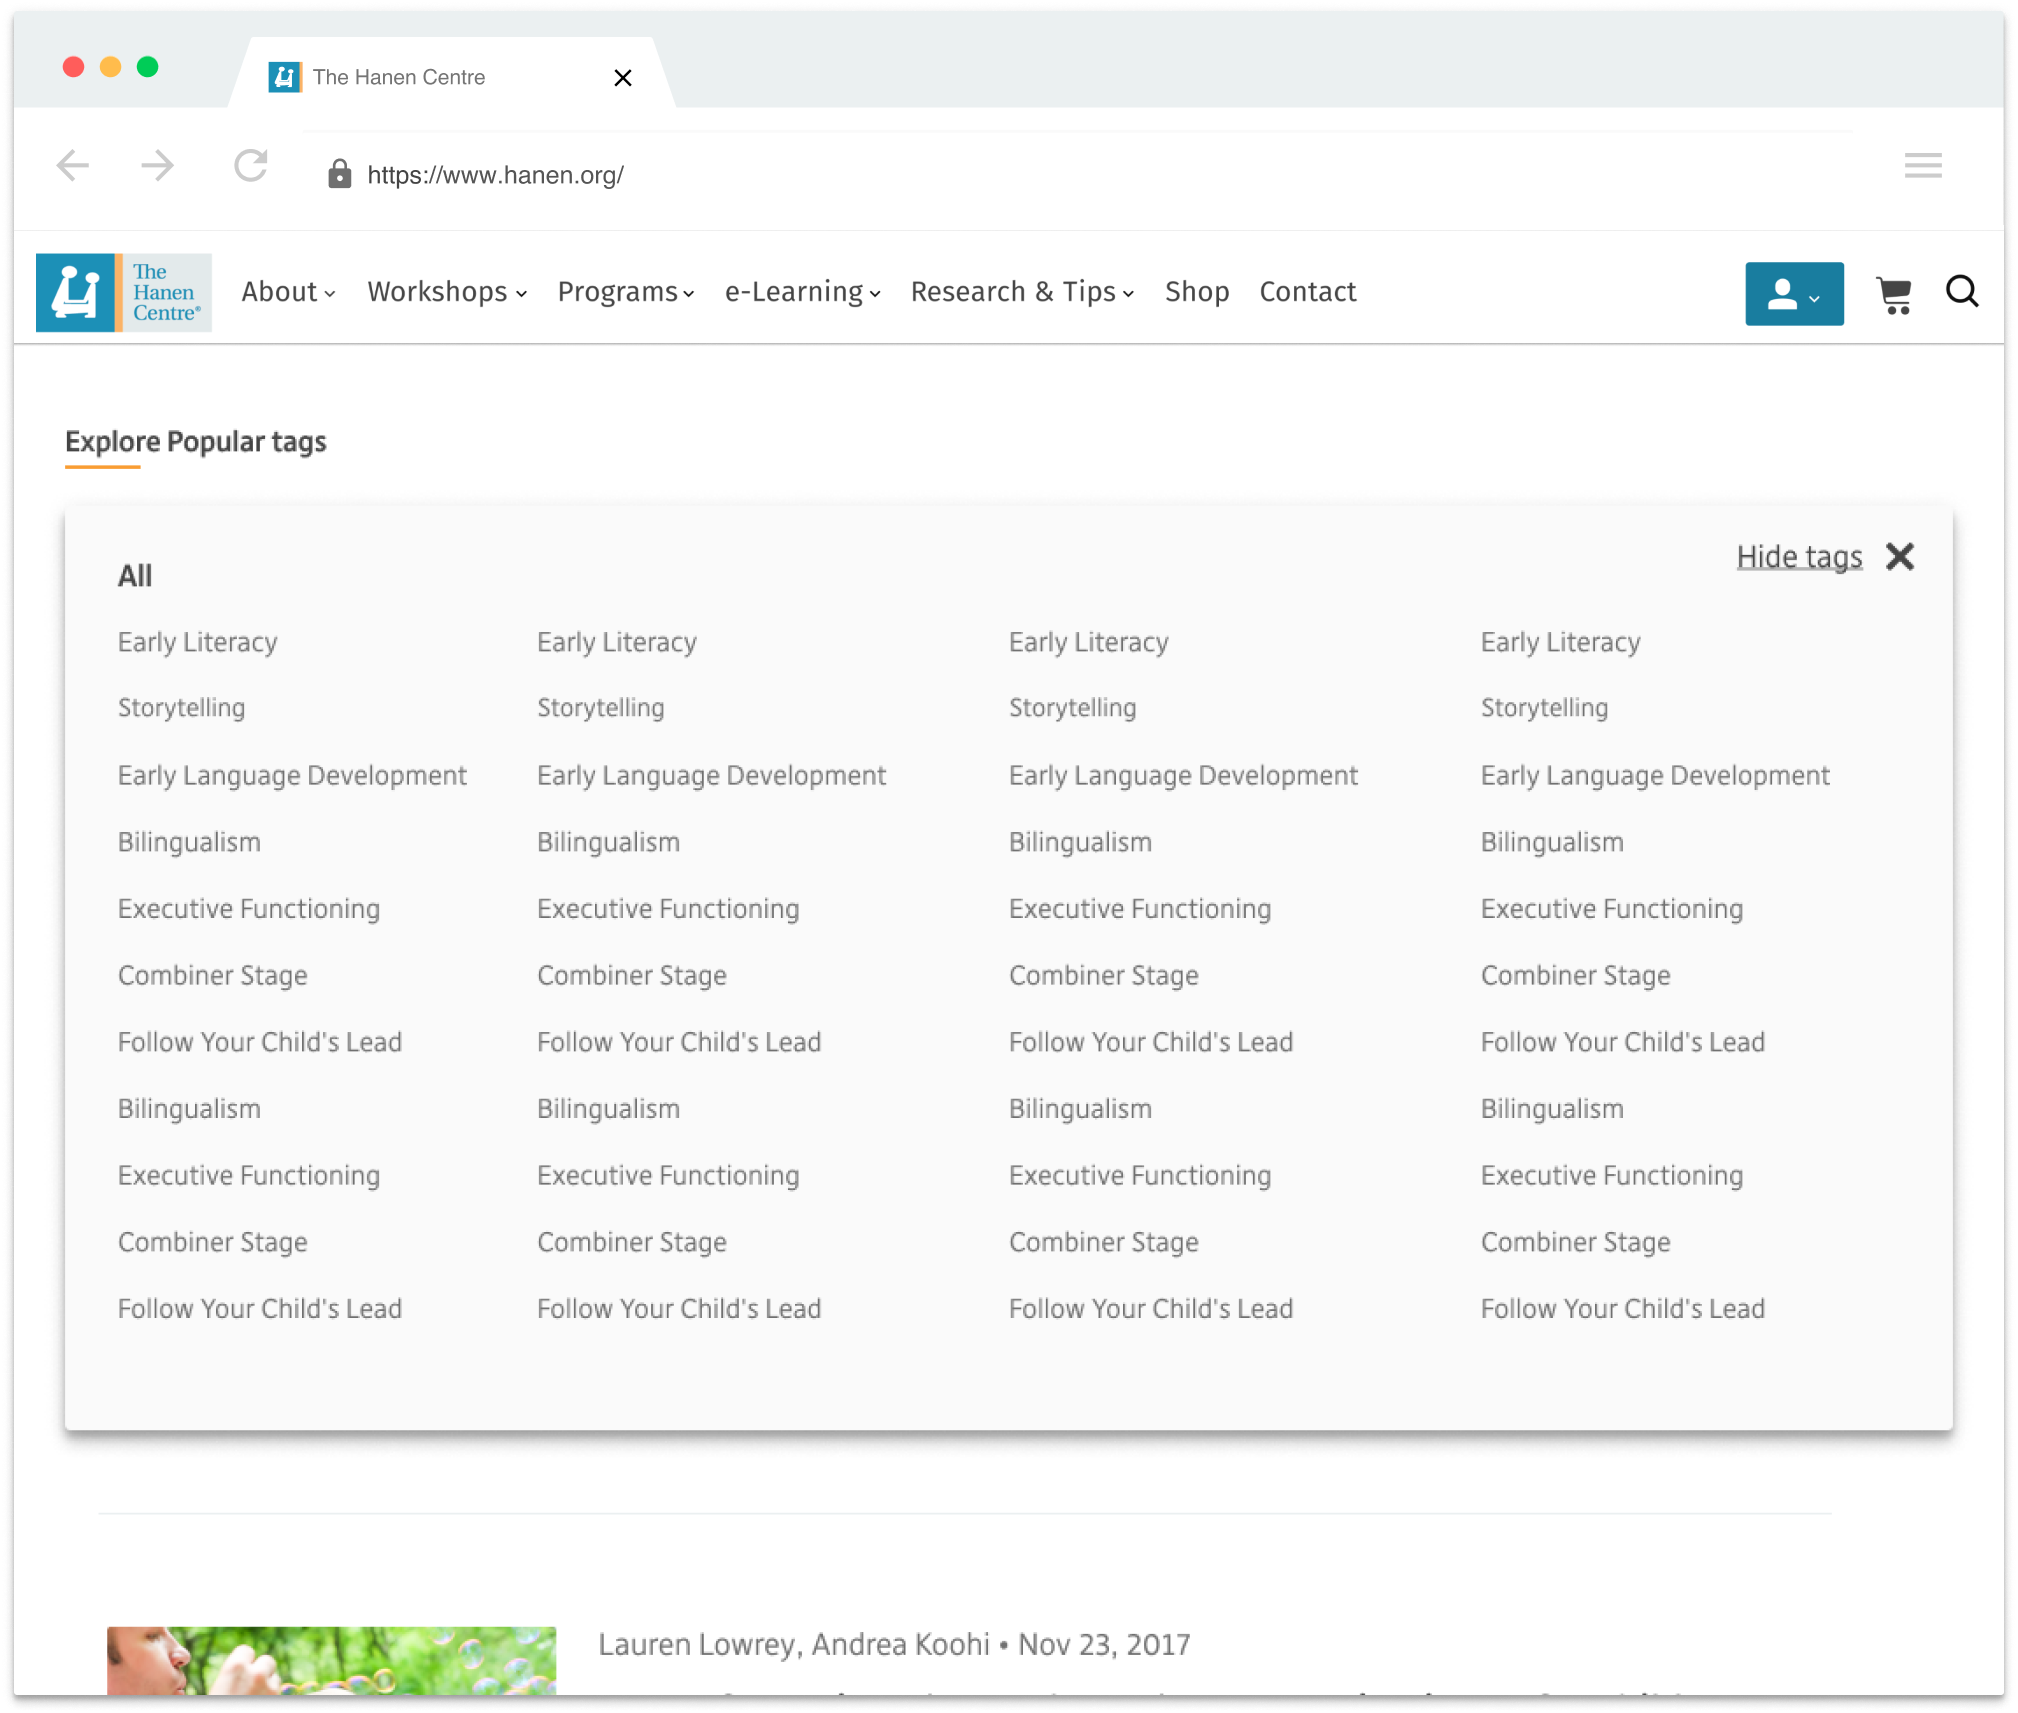 The Hanen Centre
https://www.hanen.org/
The
Hanen
Centre®
About Workshops Programs e-Learning Research & Tips Shop Contact
Explore Popular tags
Hide tags
All
Early Literacy Early Literacy Early Literacy Early Literacy
Storytelling Storytelling Storytelling Storytelling
Early Language Development Early Language Development Early Language Development Early Language Development
Bilingualism Bilingualism Bilingualism Bilingualism
Executive Functioning Executive Functioning Executive Functioning Executive Functioning
Combiner Stage Combiner Stage Combiner Stage Combiner Stage
Follow Your Child's Lead Follow Your Child's Lead Follow Your Child's Lead Follow Your Child's Lead
Bilingualism Bilingualism Bilingualism Bilingualism
Executive Functioning Executive Functioning Executive Functioning Executive Functioning
Combiner Stage Combiner Stage Combiner Stage Combiner Stage
Follow Your Child's Lead Follow Your Child's Lead Follow Your Child's Lead Follow Your Child's Lead
Lauren Lowrey, Andrea Koohi • Nov 23, 2017